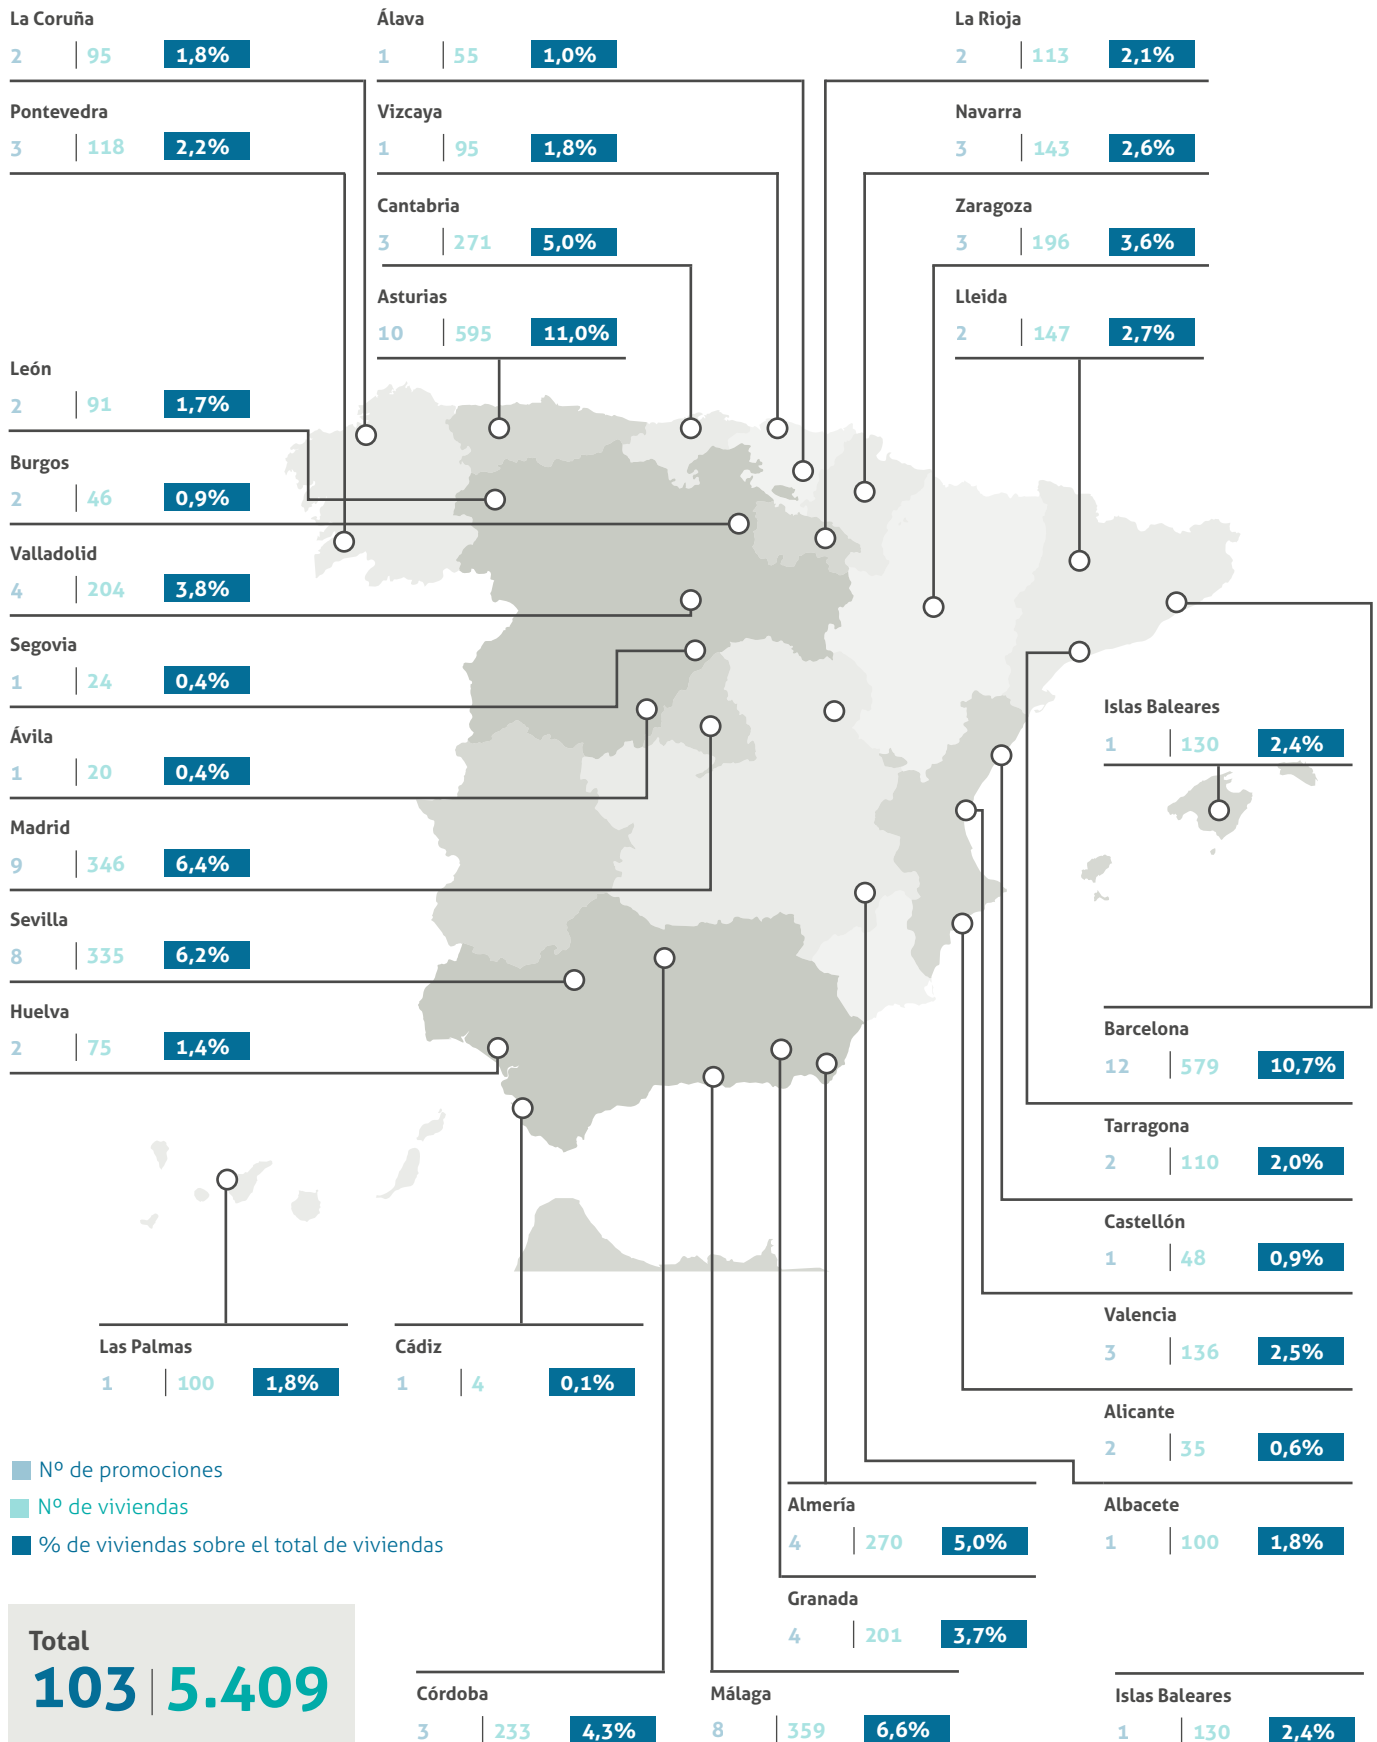 La Coruña
2 95 1,8%
Pontevedra
3 118 2,2%
León
2 91 1,7%
Burgos
2 46 0,9%
Valladolid
4 204 3,8%
Segovia
1 24 0,4%
Ávila
1 20 0,4%
Madrid
9 346 6,4%
Sevilla
8 335 6,2%
Huelva
2 75 1,4%
Álava
1 55 1,0%
Vizcaya
1 95 1,8%
Cantabria
3 271 5,0%
Asturias
10 595 11,0%
La Rioja
2 113 2,1%
Navarra
3 143 2,6%
Zaragoza
3 196 3,6%
Lleida
2 147 2,7%
Islas Baleares
1 130 2,4%
Barcelona
12 579 10,7%
Tarragona
2 110 2,0%
Castellón
1 48 0,9%
Valencia
3 136 2,5%
Alicante
2 35 0,6%
Albacete
1 100 1,8%
Las Palmas
1 100 1,8%
Cádiz
1 4 0,1%
Almería
4 270 5,0%
Granada
4 201 3,7%
Córdoba
3 233 4,3%
Málaga
8 359 6,6%
Islas Baleares
1 130 2,4%
Nº de promociones
Nº de viviendas
% de viviendas sobre el total de viviendas
Total
103 5.409